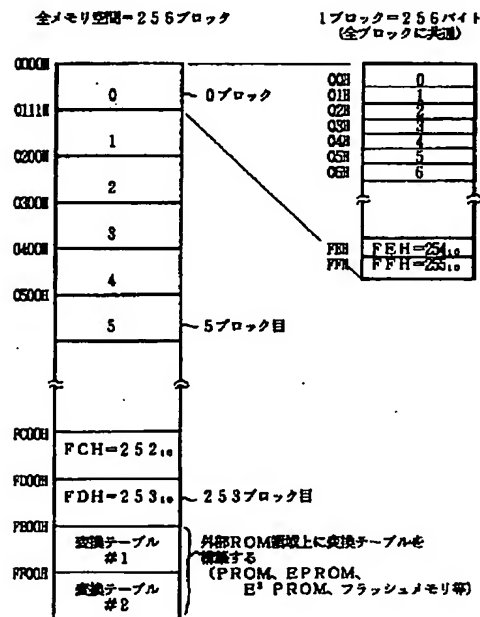 全メモリ空間＝２５６ブロック
１ブロック＝２５６バイト
(全ブロックに共通)
0000H
0
0ブロック
0111H
1
0200H
2
0300H
3
0400H
4
0500H
5
5ブロック目
FC00H
FCH=252₁₀
FD00H
FDH=253₁₀
253ブロック目
FE00H
変換テーブル
#1
FF00H
変換テーブル
#2
外部ROM領域上に変換テーブルを
構築する
(PROM、EPROM、
E² PROM、フラッシュメモリ等)
00H
0
01H
1
02H
2
03H
3
04H
4
05H
5
06H
6
FEH
FEH=254₁₀
FFH
FFH=255₁₀